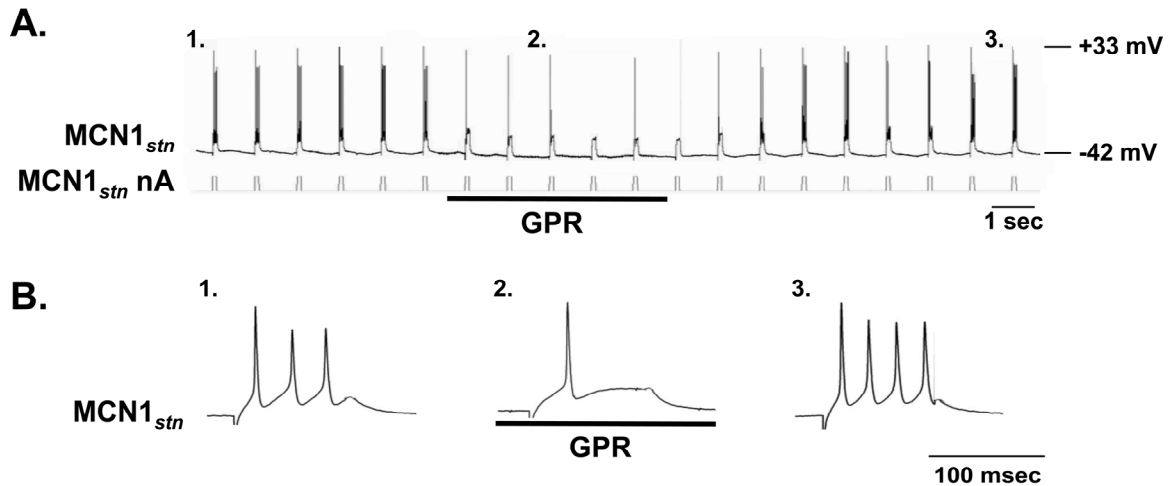 A.
1. 2. 3.
+33 mV
MCN1stn
-42 mV
MCN1stn nA
GPR
1 sec
B.
1. 2. 3.
MCN1stn
GPR
100 msec